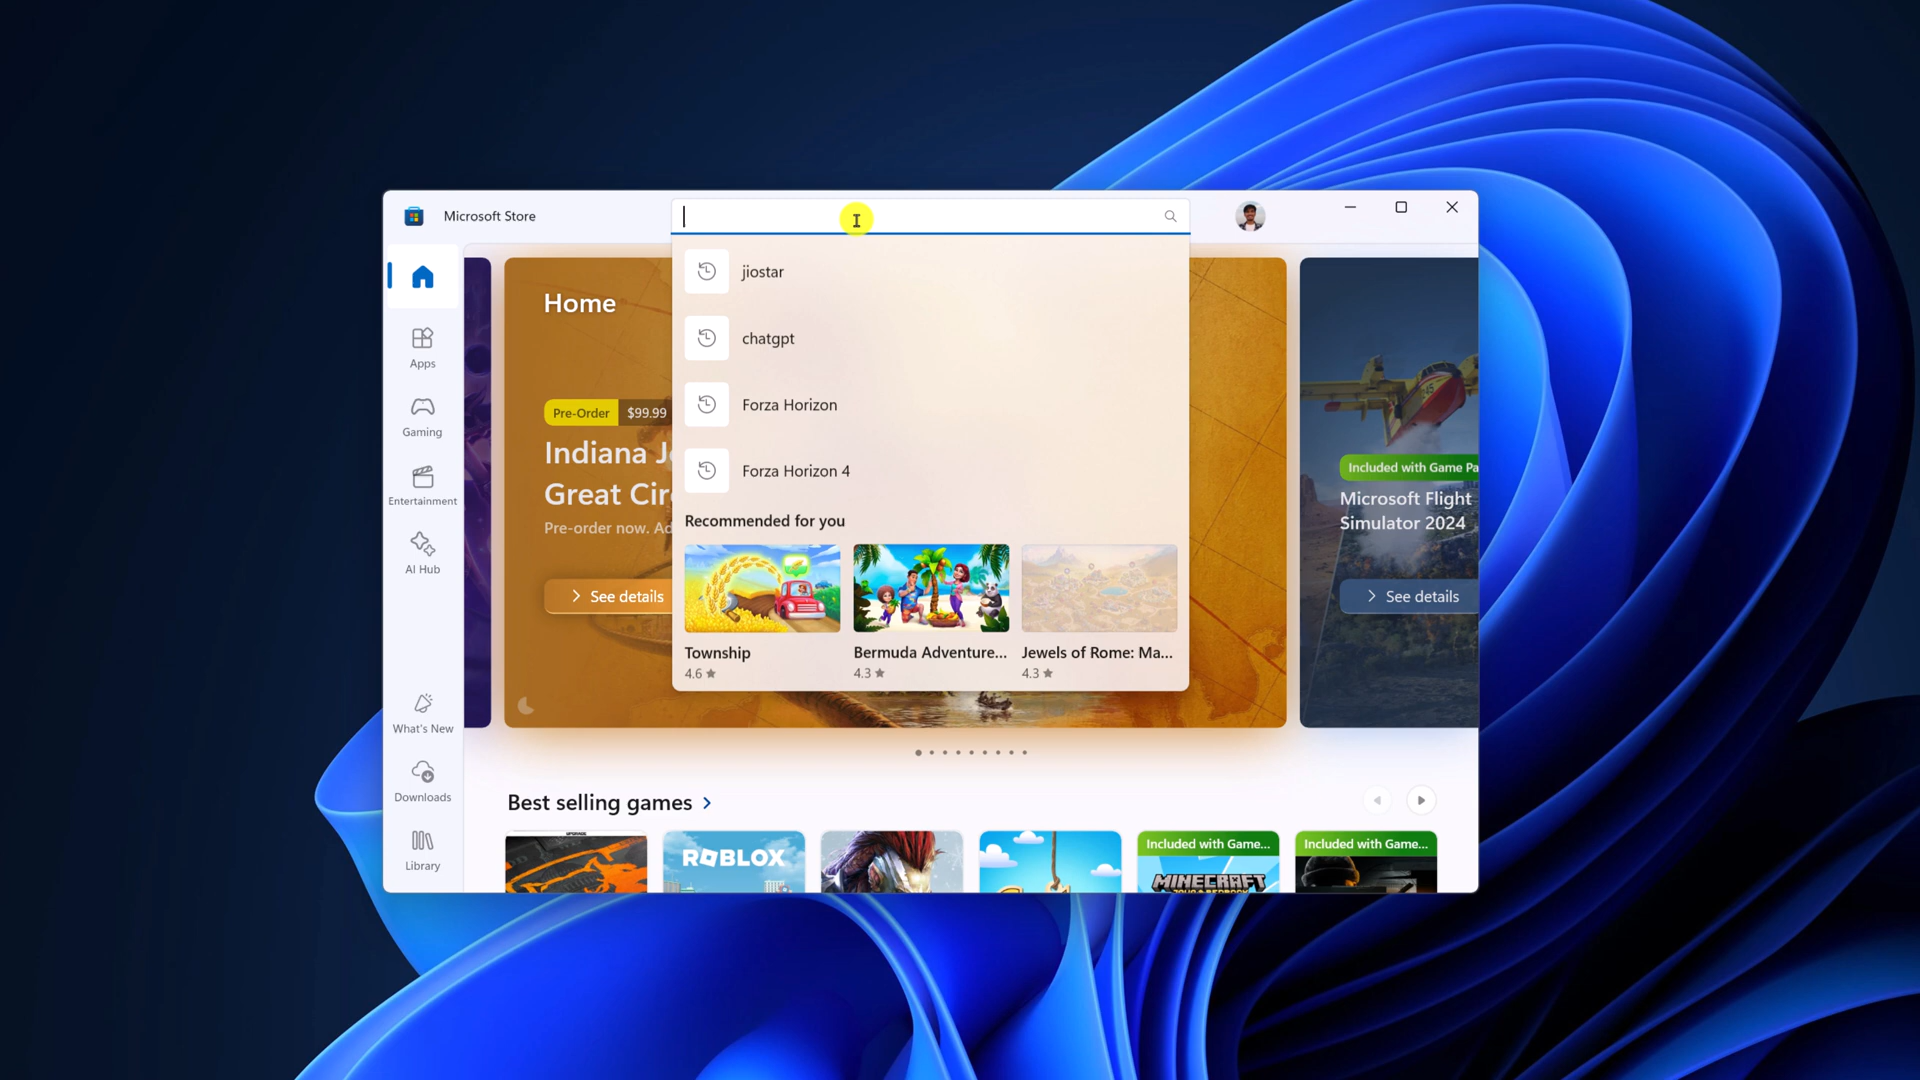 Microsoft Store
jiostar
chatgpt
Forza Horizon
Forza Horizon 4
Recommended for you
Township
4.6 ★
Bermuda Adventure...
4.3 ★
Jewels of Rome: Ma...
4.3 ★
Apps
Gaming
Entertainment
AI Hub
What's New
Downloads
Library
Home
Pre-Order $99.99
Indiana J
Great Cir
Pre-order now. Ad
See details
Included with Game Pa
Microsoft Flight
Simulator 2024
See details
Best selling games
UPGRADE
ROBLOX
Included with Game...
MINECRAFT
Included with Game...